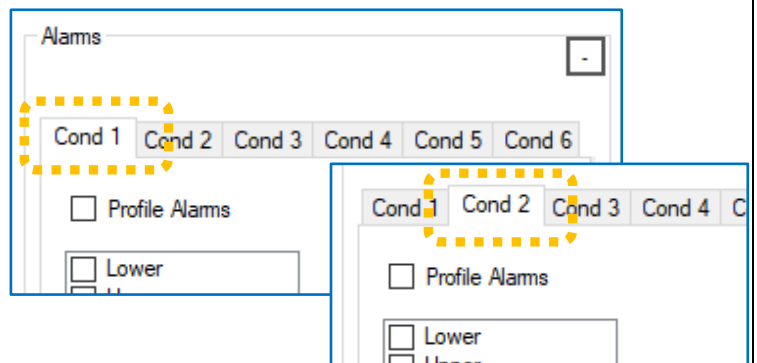 Alarms
-
Cond 1 Cond 2 Cond 3 Cond 4 Cond 5 Cond 6
Profile Alarms
Lower
Cond 1 Cond 2 Cond 3 Cond 4 C
Profile Alarms
Lower
Upper